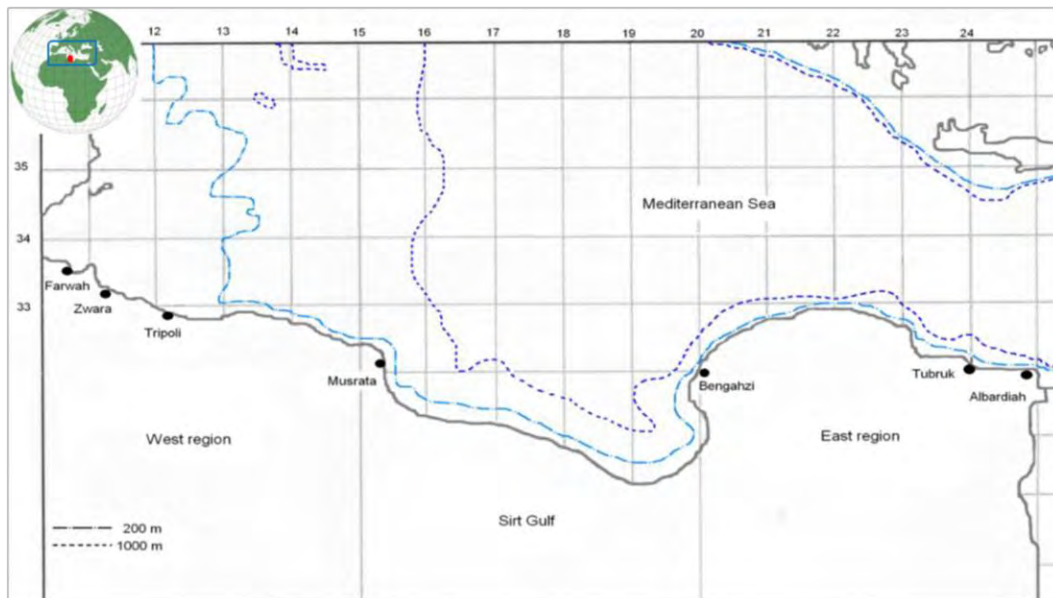 12 13 14 15 16 17 18 19 20 21 22 23 24
35
Mediterranean Sea
34
Farwah
Zwara
33
Tripoli
Musrata
Bengahzi
Tubruk
Albardiah
West region
East region
Sirt Gulf
200 m
1000 m